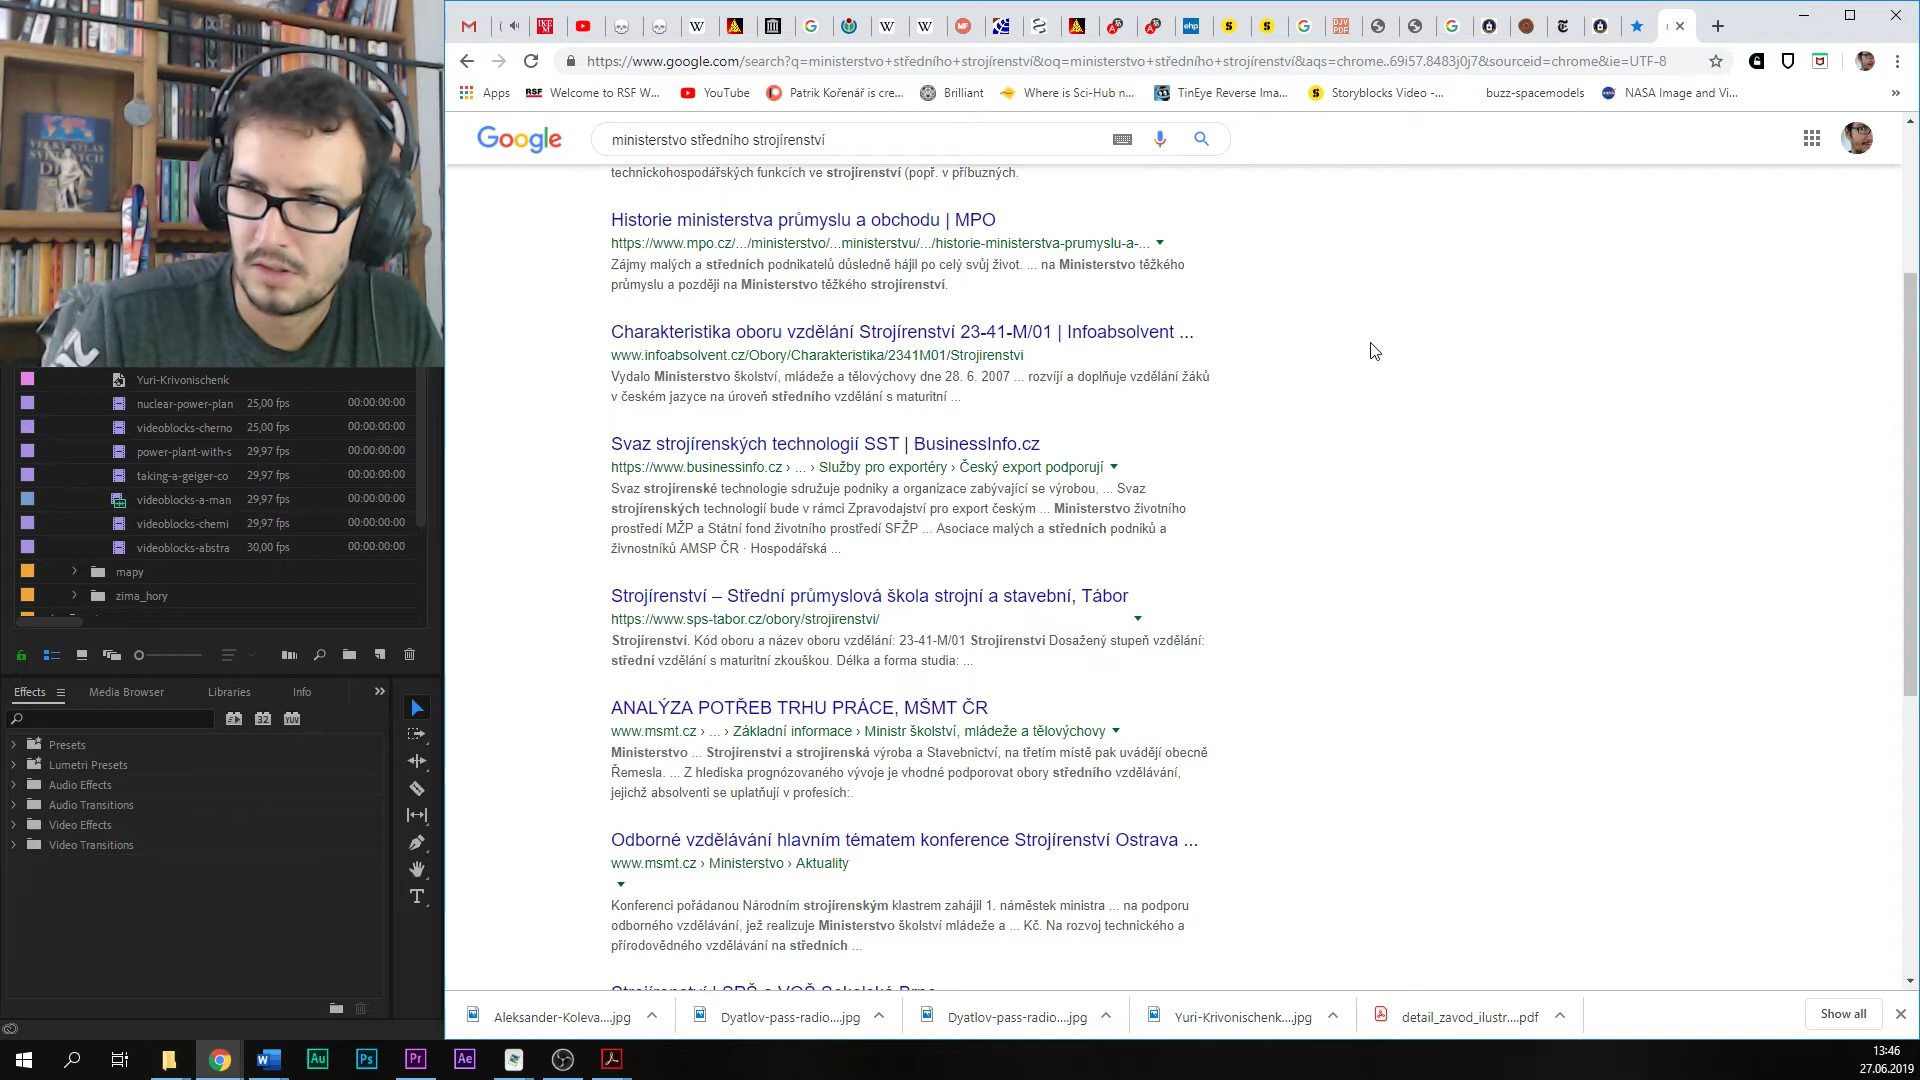 https://www.google.com/search?q=ministerstvo+středního+strojírenství&oq=ministerstvo+středního+strojírenství&aqs=chrome..69i57.8483j0j7&sourceid=chrome&ie=UTF-8
Apps
RSF Welcome to RSF W...
YouTube
Patrik Kořenář is cre...
Brilliant
Where is Sci-Hub n...
TinEye Reverse Ima...
Storyblocks Video -...
buzz-spacemodels
NASA Image and Vi...
Google
ministerstvo středního strojírenství
technickohospodářských funkcích ve strojírenství (popř. v příbuzných.
Historie ministerstva průmyslu a obchodu | MPO
https://www.mpo.cz/.../ministerstvo/...ministerstvu/.../historie-ministerstva-prumyslu-a-...
Zájmy malých a středních podnikatelů důsledně hájil po celý svůj život. ... na Ministerstvo těžkého
průmyslu a později na Ministerstvo těžkého strojírenství.
Charakteristika oboru vzdělání Strojírenství 23-41-M/01 | Infoabsolvent ...
www.infoabsolvent.cz/Obory/Charakteristika/2341M01/Strojirenstvi
Vydalo Ministerstvo školství, mládeže a tělovýchovy dne 28. 6. 2007 ... rozvíjí a doplňuje vzdělání žáků
v českém jazyce na úroveň středního vzdělání s maturitní ...
Svaz strojírenských technologií SST | BusinessInfo.cz
https://www.businessinfo.cz › ... › Služby pro exportéry › Český export podporují
Svaz strojírenské technologie sdružuje podniky a organizace zabývající se výrobou, ... Svaz
strojírenských technologií bude v rámci Zpravodajství pro export českým ... Ministerstvo životního
prostředí MŽP a Státní fond životního prostředí SFŽP ... Asociace malých a středních podniků a
živnostníků AMSP ČR · Hospodářská ...
Strojírenství – Střední průmyslová škola strojní a stavební, Tábor
https://www.sps-tabor.cz/obory/strojirenstvi/
Strojírenství. Kód oboru a název oboru vzdělání: 23-41-M/01 Strojírenství Dosažený stupeň vzdělání:
střední vzdělání s maturitní zkouškou. Délka a forma studia: ...
ANALÝZA POTŘEB TRHU PRÁCE, MŠMT ČR
www.msmt.cz › ... › Základní informace › Ministr školství, mládeže a tělovýchovy
Ministerstvo ... Strojírenství a strojírenská výroba a Stavebnictví, na třetím místě pak uvádějí obecně
Řemesla. ... Z hlediska prognózovaného vývoje je vhodné podporovat obory středního vzdělávání,
jejichž absolventi se uplatňují v profesích:.
Odborné vzdělávání hlavním tématem konference Strojírenství Ostrava ...
www.msmt.cz › Ministerstvo › Aktuality
Konferenci pořádanou Národním strojírenským klastrem zahájil 1. náměstek ministra ... na podporu
odborného vzdělávání, jež realizuje Ministerstvo školství mládeže a ... Kč. Na rozvoj technického a
přírodovědného vzdělávání na středních ...
Yuri-Krivonischenk
nuclear-power-plan 25,00 fps 00:00:00:00
videoblocks-cherno 25,00 fps 00:00:00:00
power-plant-with-s 29,97 fps 00:00:00:00
taking-a-geiger-co 29,97 fps 00:00:00:00
videoblocks-a-man 29,97 fps 00:00:00:00
videoblocks-chemi 29,97 fps 00:00:00:00
videoblocks-abstra 30,00 fps 00:00:00:00
mapy
zima_hory
Effects Media Browser Libraries Info
32 YUV
Presets
Lumetri Presets
Audio Effects
Audio Transitions
Video Effects
Video Transitions
Aleksander-Koleva....jpg
Dyatlov-pass-radio....jpg
Dyatlov-pass-radio....jpg
Yuri-Krivonischenk....jpg
detail_zavod_ilustr....pdf
Show all
Au Ps Pr Ae
13:46
27.06.2019